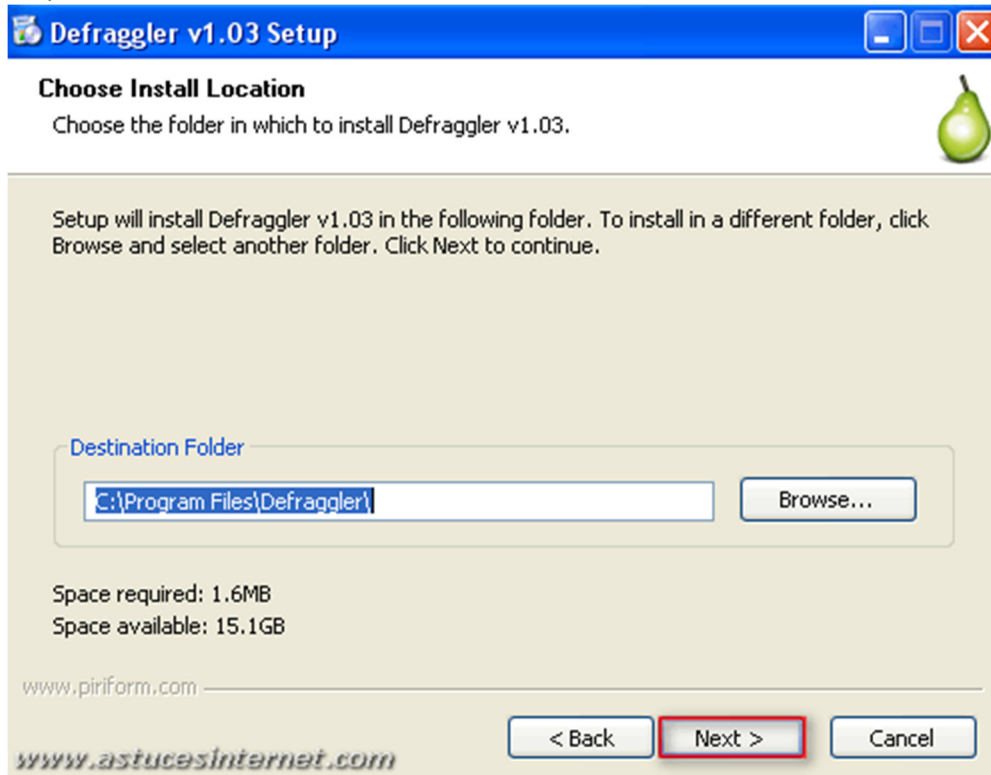 Defraggler v1.03 Setup
Choose Install Location
Choose the folder in which to install Defraggler v1.03.
Setup will install Defraggler v1.03 in the following folder. To install in a different folder, click
Browse and select another folder. Click Next to continue.
Destination Folder
C:\Program Files\Defraggler\
Browse...
Space required: 1.6MB
Space available: 15.1GB
www.piriform.com
< Back
Next >
Cancel
www.astucesinternet.com